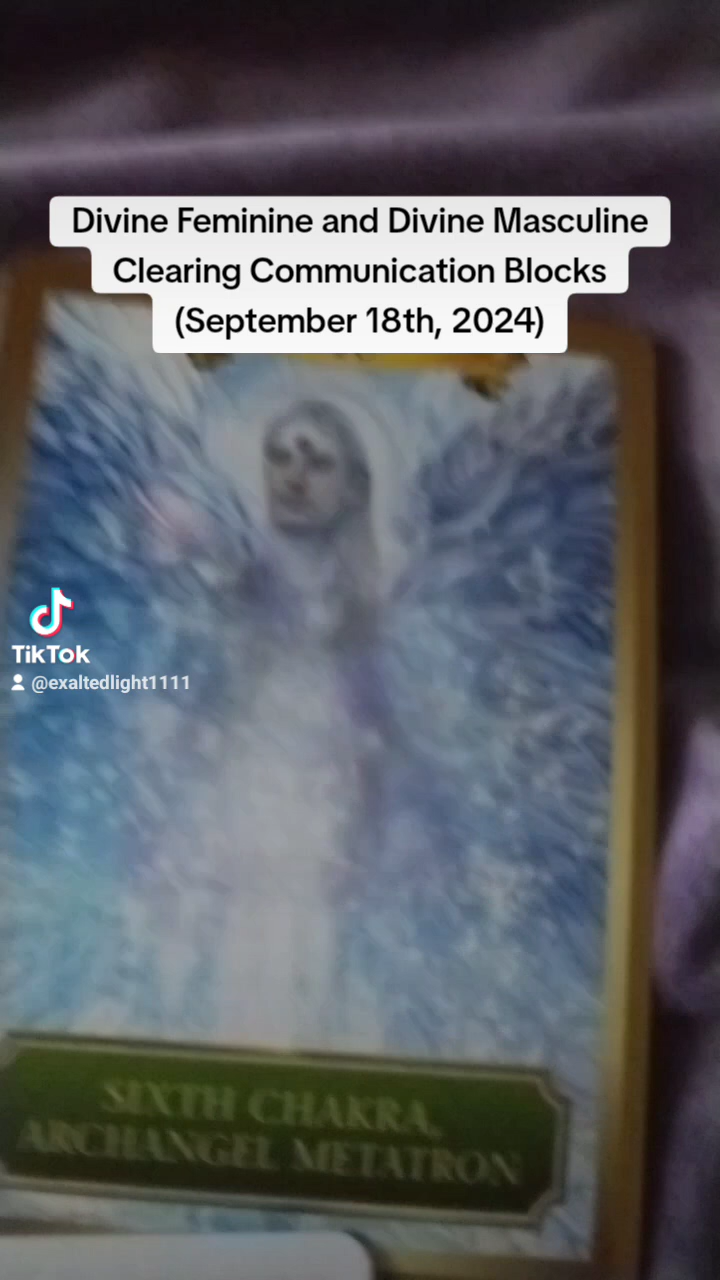 Divine Feminine and Divine Masculine
Clearing Communication Blocks
(September 18th, 2024)
TikTok
@exaltedlight1111
SIXTH CHAKRA,
ARCHANGEL METATRON